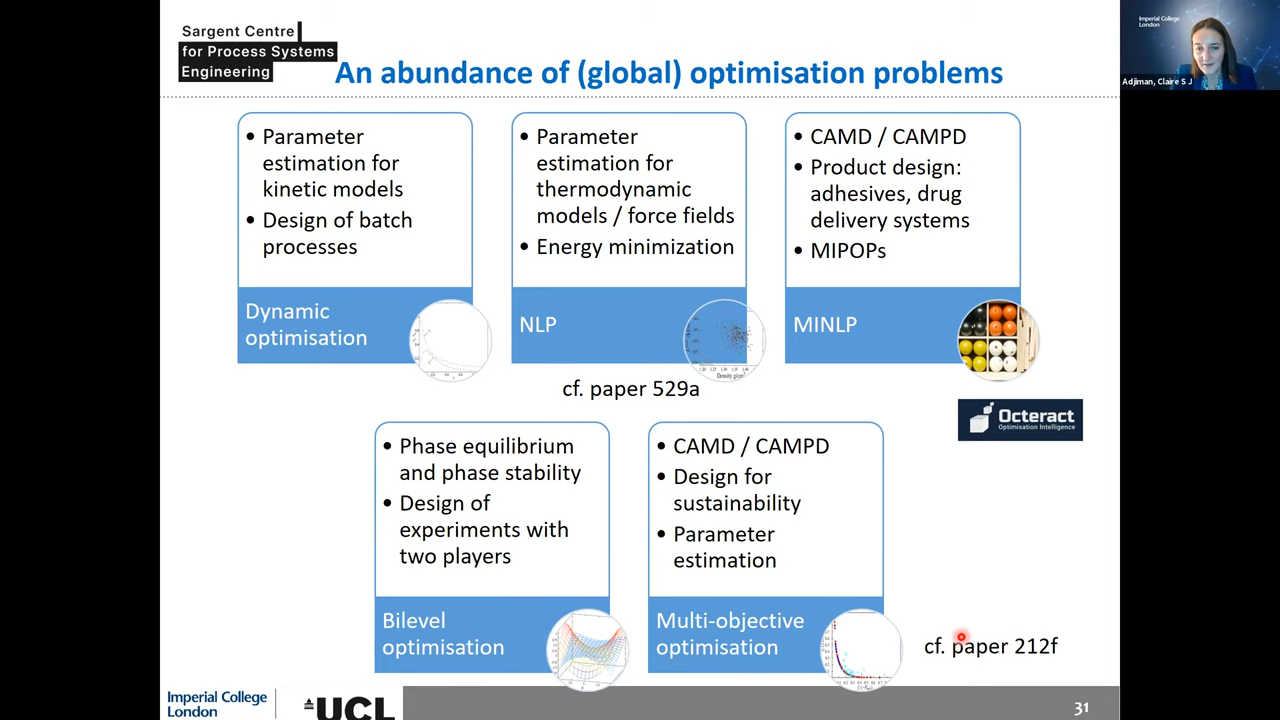 Sargent Centre
for Process Systems
Engineering
An abundance of (global) optimisation problems
Imperial College
London
Adjiman, Claire S J
• Parameter
estimation for
kinetic models
• Design of batch
processes
Dynamic
optimisation
• Parameter
estimation for
thermodynamic
models / force fields
• Energy minimization
NLP
• CAMD / CAMPD
• Product design:
adhesives, drug
delivery systems
• MIPOPs
MINLP
cf. paper 529a
Octeract
Optimisation Intelligence
• Phase equilibrium
and phase stability
• Design of
experiments with
two players
Bilevel
optimisation
• CAMD / CAMPD
• Design for
sustainability
• Parameter
estimation
Multi-objective
optimisation
cf. paper 212f
Imperial College
London
UCL
31